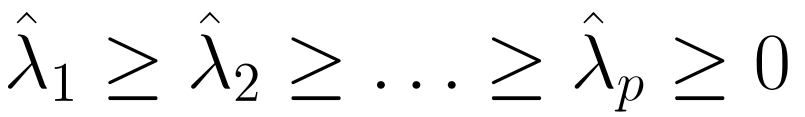 λ̂₁ ≥ λ̂₂ ≥ … ≥ λ̂ₚ ≥ 0